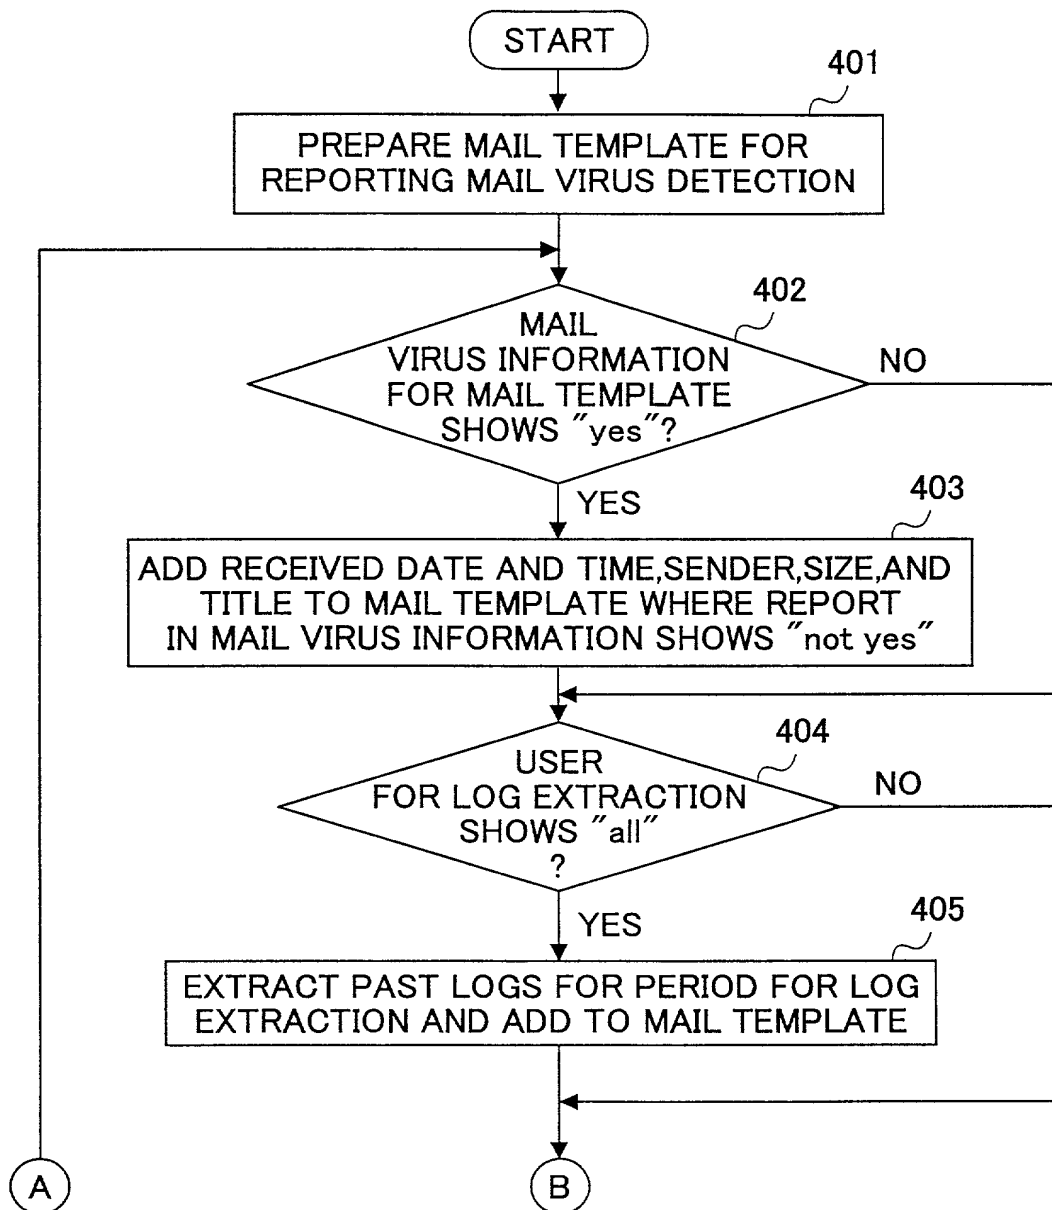 START
401
PREPARE MAIL TEMPLATE FOR
REPORTING MAIL VIRUS DETECTION
402
MAIL
VIRUS INFORMATION
FOR MAIL TEMPLATE
SHOWS "yes"?
NO
YES
403
ADD RECEIVED DATE AND TIME,SENDER,SIZE,AND
TITLE TO MAIL TEMPLATE WHERE REPORT
IN MAIL VIRUS INFORMATION SHOWS "not yes"
404
USER
FOR LOG EXTRACTION
SHOWS "all"
?
NO
YES
405
EXTRACT PAST LOGS FOR PERIOD FOR LOG
EXTRACTION AND ADD TO MAIL TEMPLATE
A
B